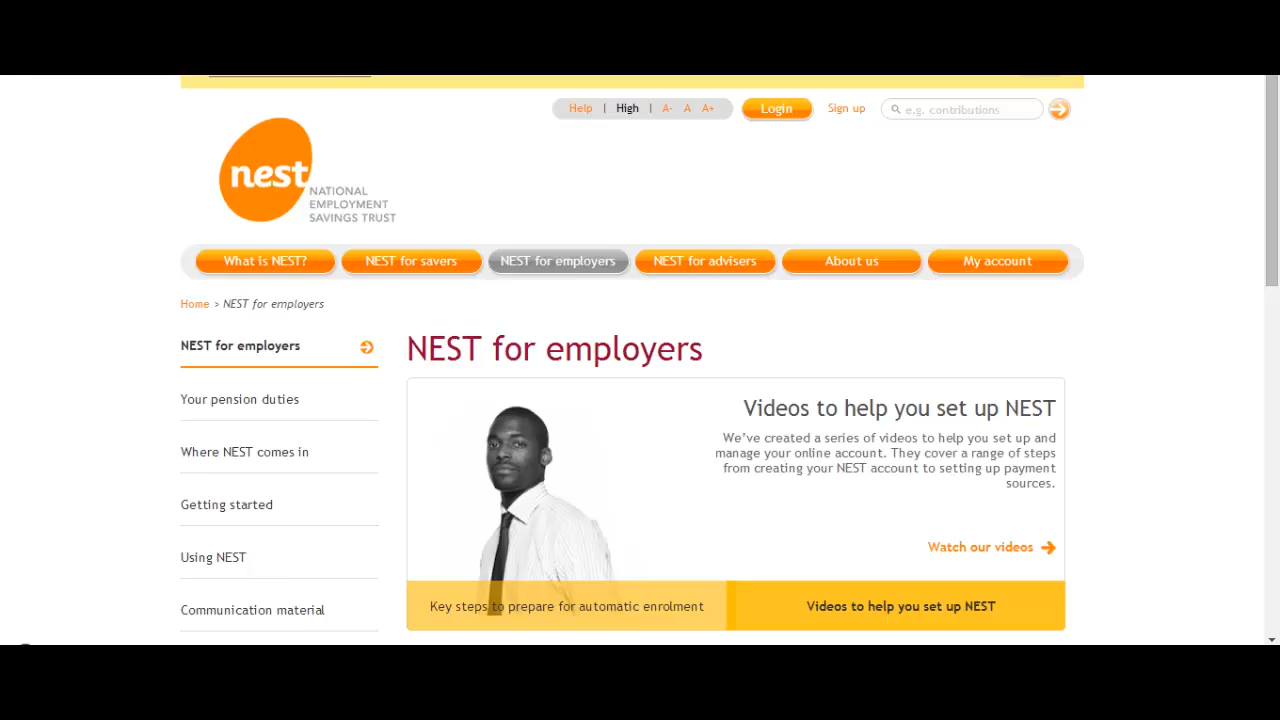 Help | High | A- A A+
Login
Sign up
e.g. contributions
nest
NATIONAL
EMPLOYMENT
SAVINGS TRUST
What is NEST?
NEST for savers
NEST for employers
NEST for advisers
About us
My account
Home > NEST for employers
NEST for employers
Your pension duties
Where NEST comes in
Getting started
Using NEST
Communication material
NEST for employers
Videos to help you set up NEST
We've created a series of videos to help you set up and
manage your online account. They cover a range of steps
from creating your NEST account to setting up payment
sources.
Watch our videos
Key steps to prepare for automatic enrolment
Videos to help you set up NEST